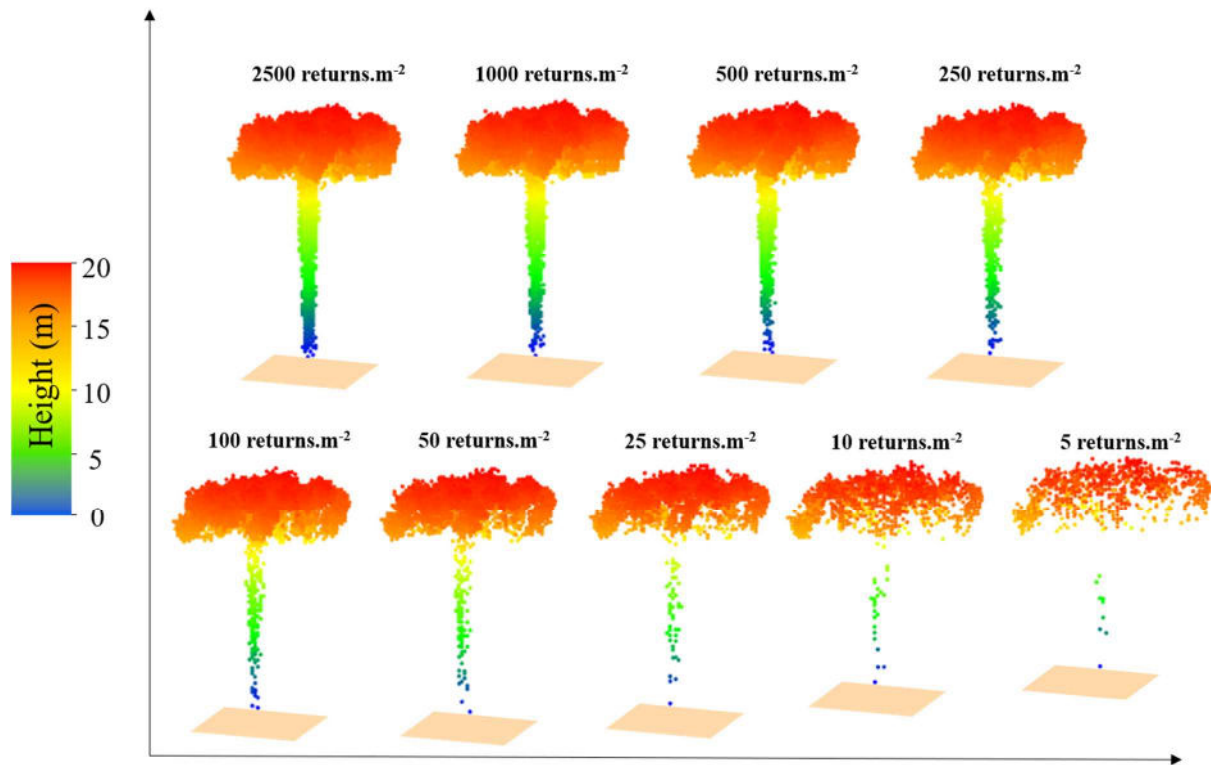 2500 returns.m⁻²
1000 returns.m⁻²
500 returns.m⁻²
250 returns.m⁻²
Height (m)
20
15
10
5
0
100 returns.m⁻²
50 returns.m⁻²
25 returns.m⁻²
10 returns.m⁻²
5 returns.m⁻²